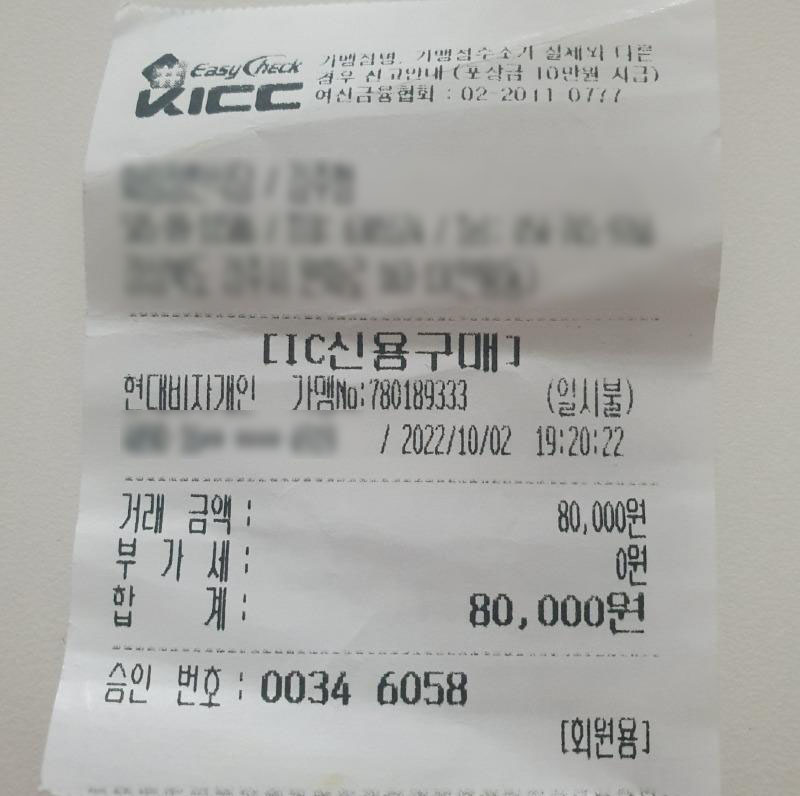 EasyCheck
KICC
가맹점명, 가맹점주소가 실제와 다른
경우 신고안내 (포상금 10만원 지급)
여신금융협회 : 02-2011-0777
[IC신용구매]
현대비자개인 가맹No:780189333 (일시불)
/ 2022/10/02 19:20:22
거래 금액 : 80,000원
부 가 세 : 0원
합 계 : 80,000원
승인 번호 : 0034 6058
[회원용]